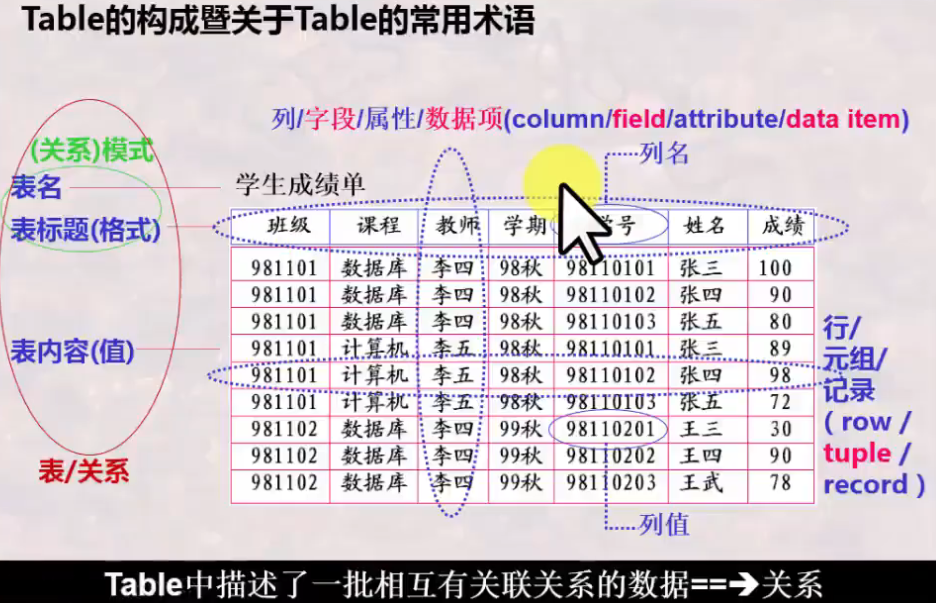 Table的构成暨关于Table的常用术语
列/字段/属性/数据项(column/field/attribute/data item)
(关系)模式
列名
表名
学生成绩单
表标题(格式)
班级 课程 教师 学期 号 姓名 成绩
981101 数据库 李四 98秋 98110101 张三 100
981101 数据库 李四 98秋 98110102 张四 90
981101 数据库 李四 98秋 98110103 张五 80
981101 计算机 李五 98秋 98110101 张三 89
981101 计算机 李五 98秋 98110102 张四 98
981101 计算机 李五 98秋 98110103 张五 72
981102 数据库 李四 99秋 98110201 王三 30
981102 数据库 李四 99秋 98110202 王四 90
981102 数据库 李四 99秋 98110203 王武 78
表内容(值)
行/
元组/
记录
( row /
tuple /
record )
表/关系
列值
Table中描述了一批相互有关联关系的数据==➔关系